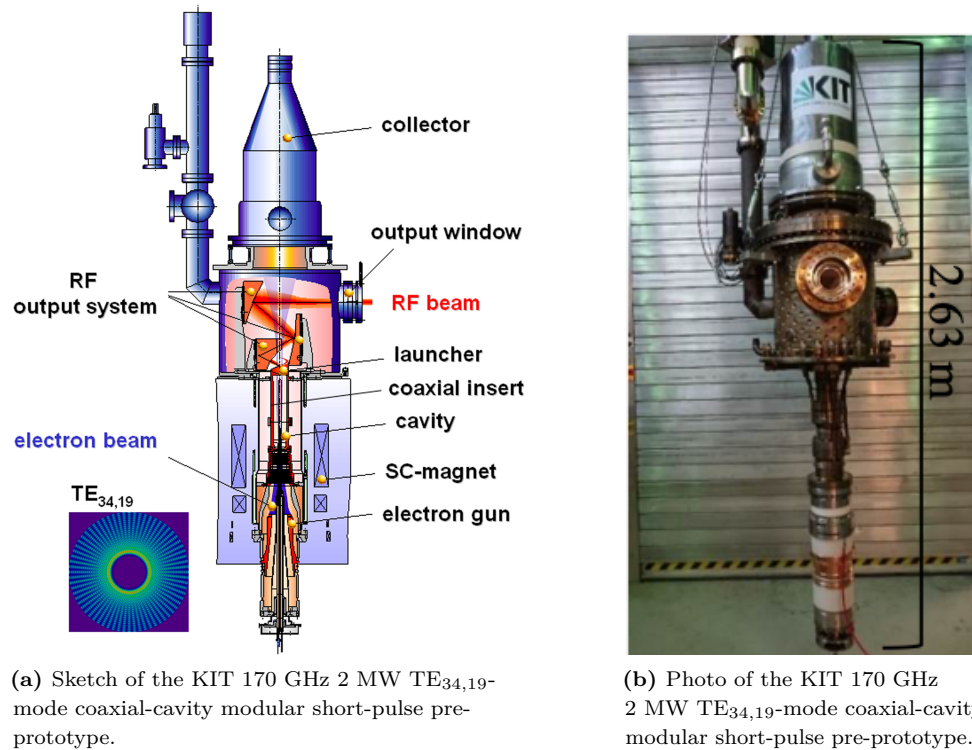 collector
output window
RF
output system
RF beam
launcher
coaxial insert
cavity
electron beam
SC-magnet
TE34,19
electron gun
(a) Sketch of the KIT 170 GHz 2 MW TE34,19-
mode coaxial-cavity modular short-pulse pre-
prototype.
KIT
2.63 m
(b) Photo of the KIT 170 GHz
2 MW TE34,19-mode coaxial-cavity
modular short-pulse pre-prototype.